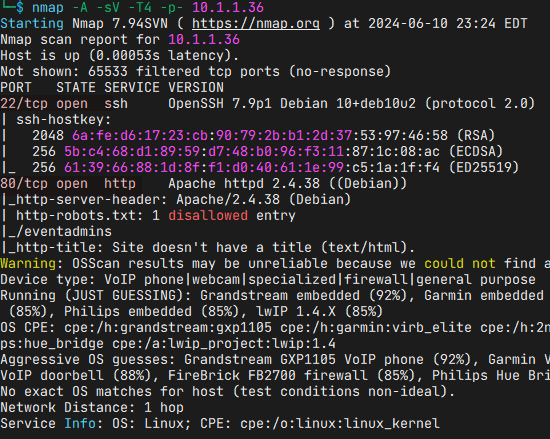 └─$ nmap -A -sV -T4 -p- 10.1.1.36
Starting Nmap 7.94SVN ( https://nmap.org ) at 2024-06-10 23:24 EDT
Nmap scan report for 10.1.1.36
Host is up (0.00053s latency).
Not shown: 65533 filtered tcp ports (no-response)
PORT   STATE SERVICE VERSION
22/tcp open  ssh     OpenSSH 7.9p1 Debian 10+deb10u2 (protocol 2.0)
| ssh-hostkey:
|   2048 6a:fe:d6:17:23:cb:90:79:2b:b1:2d:37:53:97:46:58 (RSA)
|   256 5b:c4:68:d1:89:59:d7:48:b0:96:f3:11:87:1c:08:ac (ECDSA)
|_  256 61:39:66:88:1d:8f:f1:d0:40:61:1e:99:c5:1a:1f:f4 (ED25519)
80/tcp open  http    Apache httpd 2.4.38 ((Debian))
|_http-server-header: Apache/2.4.38 (Debian)
| http-robots.txt: 1 disallowed entry
|_/eventadmins
|_http-title: Site doesn't have a title (text/html).
Warning: OSScan results may be unreliable because we could not find a
Device type: VoIP phone|webcam|specialized|firewall|general purpose
Running (JUST GUESSING): Grandstream embedded (92%), Garmin embedded
 (85%), Philips embedded (85%), lwIP 1.4.X (85%)
OS CPE: cpe:/h:grandstream:gxp1105 cpe:/h:garmin:virb_elite cpe:/h:2n
ps:hue_bridge cpe:/a:lwip_project:lwip:1.4
Aggressive OS guesses: Grandstream GXP1105 VoIP phone (92%), Garmin V
VoIP doorbell (88%), FireBrick FB2700 firewall (85%), Philips Hue Bri
No exact OS matches for host (test conditions non-ideal).
Network Distance: 1 hop
Service Info: OS: Linux; CPE: cpe:/o:linux:linux_kernel